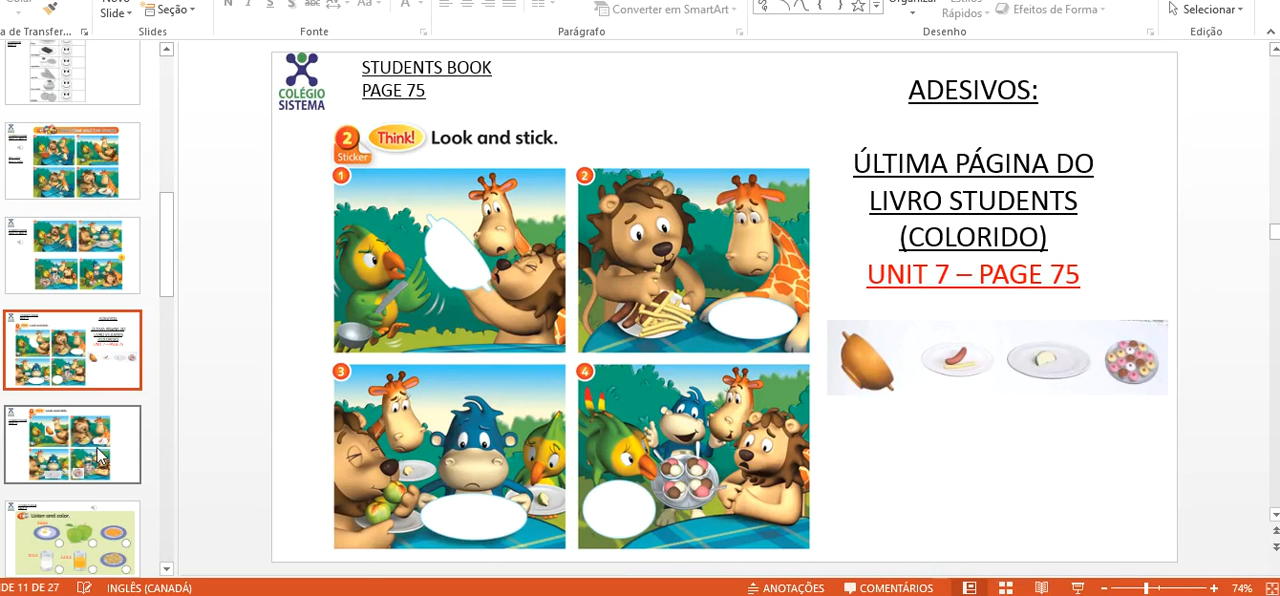 Novo
Slide
Seção
N I S S abc Aa A
Converter em SmartArt
Organizar
Estilos
Rápidos
Efeitos de Forma
Selecionar
a de Transfer...
Slides
Fonte
Parágrafo
Desenho
Edição
COLÉGIO
SISTEMA
STUDENTS BOOK
PAGE 75
ADESIVOS:
2 Think! Look and stick.
Sticker
1
2
ÚLTIMA PÁGINA DO
LIVRO STUDENTS
(COLORIDO)
UNIT 7 – PAGE 75
3
4
Listen and color.
DE 11 DE 27
INGLÊS (CANADÁ)
ANOTAÇÕES
COMENTÁRIOS
74%